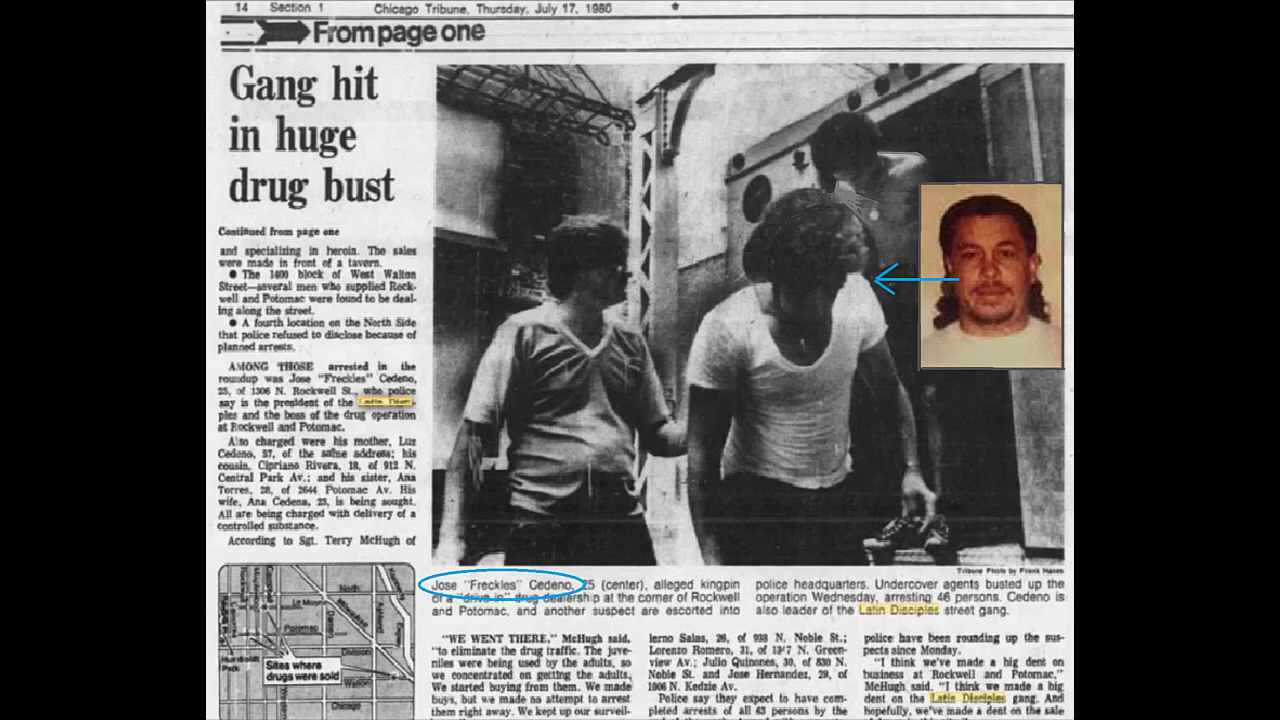 14 Section 1 Chicago Tribune, Thursday, July 17, 1980
From page one
Gang hit
in huge
drug bust
Continued from page one
and specializing in heroin. The sales
were made in front of a tavern.
● The 1400 block of West Walton
Street—several men who supplied Rock-
well and Potomac were found to be deal-
ing along the street.
● A fourth location on the North Side
that police refused to disclose because of
planned arrests.
AMONG THOSE arrested in the
roundup was Jose "Freckles" Cedeno,
25, of 1306 N. Rockwell St., who police
say is the president of the Latin Disci-
ples and the boss of the drug operation
at Rockwell and Potomac.
Also charged were his mother, Luz
Cedeno, 57, of the same address; his
cousin, Cipriano Rivera, 18, of 912 N.
Central Park Av.; and his sister, Ana
Torres, 28, of 2644 Potomac Av. His
wife, Ana Cedena, 23, is being sought.
All are being charged with delivery of a
controlled substance.
According to Sgt. Terry McHugh of
North
Le Moyne
Potomac
Division
Humboldt
Park
Sites where
drugs were sold
Walton
Chicago
Tribune Photo by Frank Hanes
Jose "Freckles" Cedeno, 25 (center), alleged kingpin
of a "drive in" drug dealership at the corner of Rockwell
and Potomac, and another suspect are escorted into
police headquarters. Undercover agents busted up the
operation Wednesday, arresting 46 persons. Cedeno is
also leader of the Latin Disciples street gang.
"WE WENT THERE," McHugh said,
"to eliminate the drug traffic. The juve-
niles were being used by the adults, so
we concentrated on getting the adults,
We started buying from them. We made
buys, but we made no attempt to arrest
them right away. We kept up our surveil-
lerno Salas, 26, of 938 N. Noble St.;
Lorenzo Romero, 31, of 1347 N. Green-
view Av.; Julio Quinones, 30, of 830 N.
Noble St. and Jose Hernandez, 29, of
1006 N. Kedzie Av.
Police say they expect to have com-
pleted arrests of all 63 persons by the
police have been rounding up the sus-
pects since Monday.
"I think we've made a big dent on
business at Rockwell and Potomac,"
McHugh said. "I think we made a big
dent on the Latin Disciples gang. And
hopefully, we've made a dent on the sale